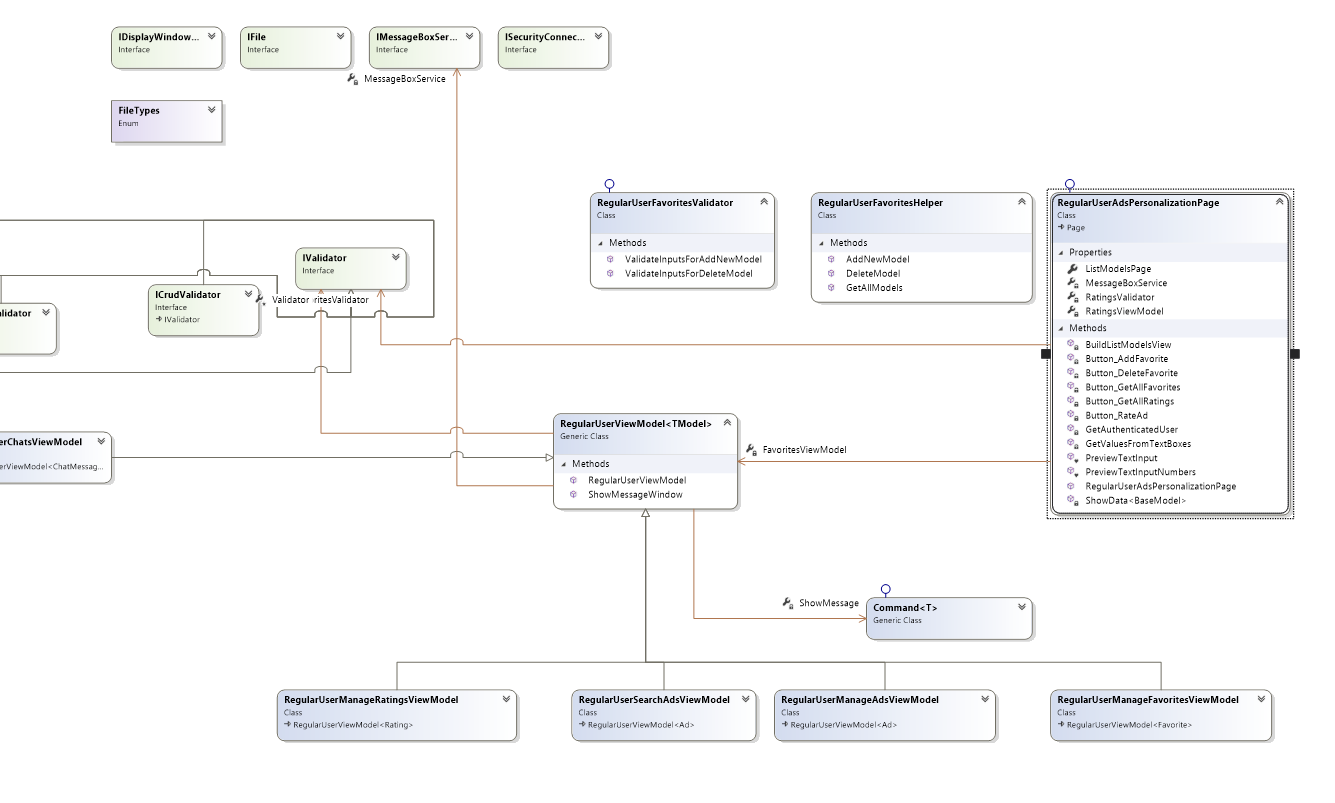 IDisplayWindow...
Interface
IFile
Interface
IMessageBoxSer...
Interface
ISecurityConnec...
Interface
MessageBoxService
FileTypes
Enum
RegularUserFavoritesValidator
Class
Methods
ValidateInputsForAddNewModel
ValidateInputsForDeleteModel
RegularUserFavoritesHelper
Class
Methods
AddNewModel
DeleteModel
GetAllModels
RegularUserAdsPersonalizationPage
Class
Page
Properties
ListModelsPage
MessageBoxService
RatingsValidator
RatingsViewModel
Methods
BuildListModelsView
Button_AddFavorite
Button_DeleteFavorite
Button_GetAllFavorites
Button_GetAllRatings
Button_RateAd
GetAuthenticatedUser
GetValuesFromTextBoxes
PreviewTextInput
PreviewTextInputNumbers
RegularUserAdsPersonalizationPage
ShowData<BaseModel>
IValidator
Interface
ICrudValidator
Interface
IValidator
Validator
ritesValidator
lidator
erChatsViewModel
erViewModel<ChatMessag...
RegularUserViewModel<TModel>
Generic Class
Methods
RegularUserViewModel
ShowMessageWindow
FavoritesViewModel
ShowMessage
Command<T>
Generic Class
RegularUserManageRatingsViewModel
Class
RegularUserViewModel<Rating>
RegularUserSearchAdsViewModel
Class
RegularUserViewModel<Ad>
RegularUserManageAdsViewModel
Class
RegularUserViewModel<Ad>
RegularUserManageFavoritesViewModel
Class
RegularUserViewModel<Favorite>